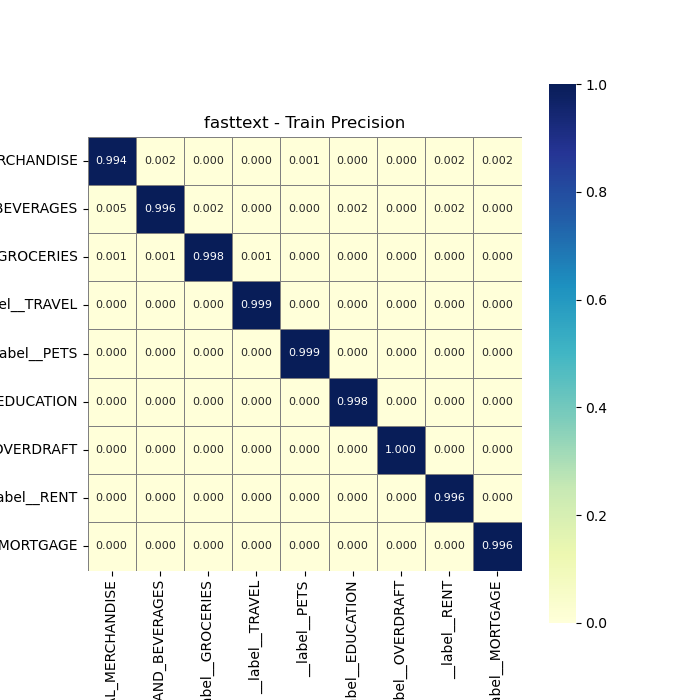 fasttext - Train Precision
RCHANDISE 0.994 0.002 0.000 0.000 0.001 0.000 0.000 0.002 0.002
BEVERAGES 0.005 0.996 0.002 0.000 0.000 0.002 0.000 0.002 0.000
GROCERIES 0.001 0.001 0.998 0.001 0.000 0.000 0.000 0.000 0.000
el__TRAVEL 0.000 0.000 0.000 0.999 0.000 0.000 0.000 0.000 0.000
abel__PETS 0.000 0.000 0.000 0.000 0.999 0.000 0.000 0.000 0.000
EDUCATION 0.000 0.000 0.000 0.000 0.000 0.998 0.000 0.000 0.000
OVERDRAFT 0.000 0.000 0.000 0.000 0.000 0.000 1.000 0.000 0.000
abel__RENT 0.000 0.000 0.000 0.000 0.000 0.000 0.000 0.996 0.000
MORTGAGE 0.000 0.000 0.000 0.000 0.000 0.000 0.000 0.000 0.996
AL_MERCHANDISE
AND_BEVERAGES
abel__GROCERIES
__label__TRAVEL
__label__PETS
abel__EDUCATION
abel__OVERDRAFT
__label__RENT
abel__MORTGAGE
1.0
0.8
0.6
0.4
0.2
0.0